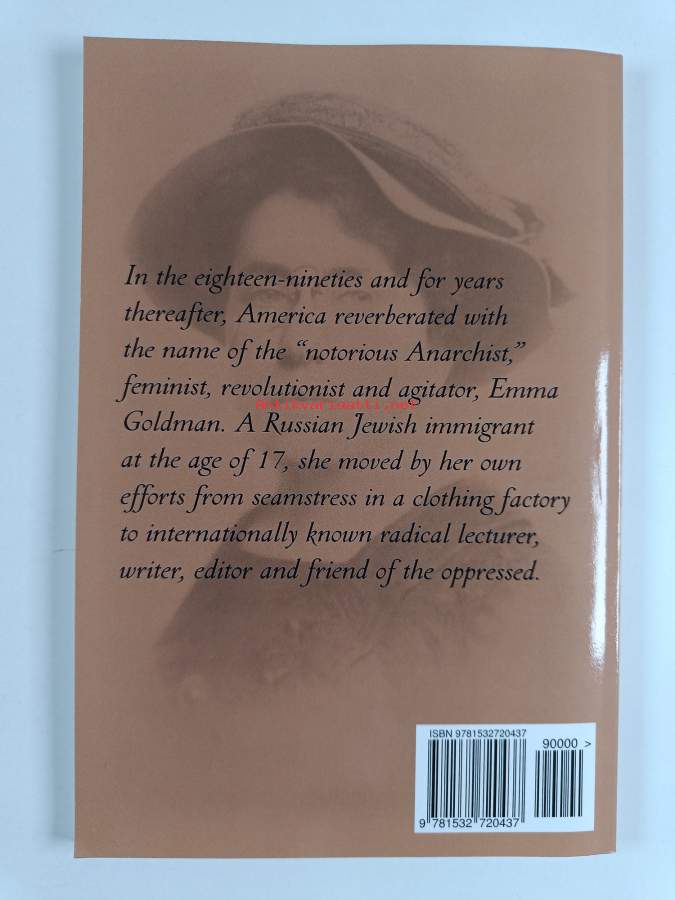 In the eighteen-nineties and for years
thereafter, America reverberated with
the name of the “notorious Anarchist,”
feminist, revolutionist and agitator, Emma
Antikvariaatti.net
Goldman. A Russian Jewish immigrant
at the age of 17, she moved by her own
efforts from seamstress in a clothing factory
to internationally known radical lecturer,
writer, editor and friend of the oppressed.
ISBN 9781532720437
90000 >
9 781532 720437